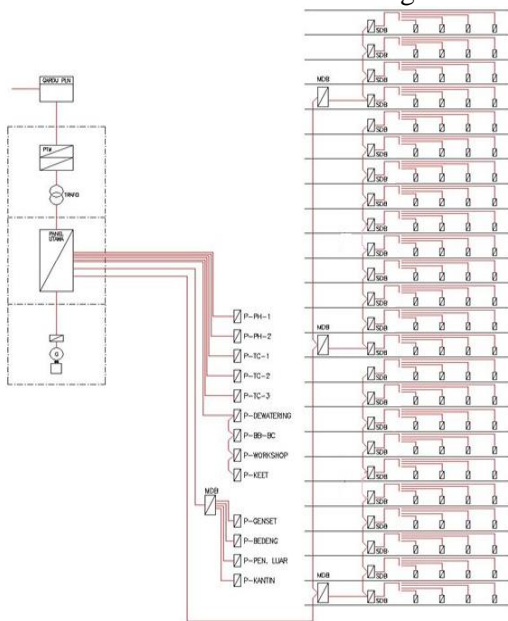 GARDU PLN
PTM
TRAFO
PANEL
UTAMA
G
P-PH-1
P-PH-2
P-TC-1
P-TC-2
P-TC-3
P-DEWATERING
P-BB-BC
P-WORKSHOP
P-KEET
MDB
P-GENSET
P-BEDENG
P-PEN. LUAR
P-KANTIN
SDB
SDB
MDB
SDB
SDB
SDB
SDB
SDB
SDB
SDB
SDB
SDB
SDB
SDB
MDB
SDB
SDB
SDB
SDB
SDB
SDB
SDB
SDB
SDB
MDB
SDB
SDB